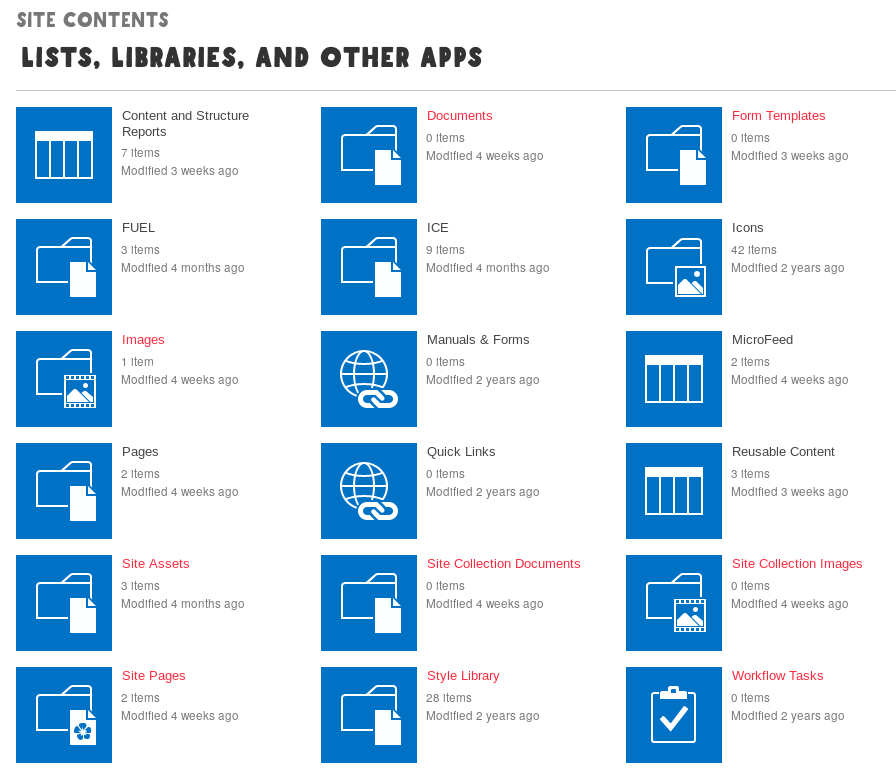 SITE CONTENTS
LISTS, LIBRARIES, AND OTHER APPS
Content and Structure
Reports
7 items
Modified 3 weeks ago
Documents
0 items
Modified 4 weeks ago
Form Templates
0 items
Modified 3 weeks ago
FUEL
3 items
Modified 4 months ago
ICE
9 items
Modified 4 months ago
Icons
42 items
Modified 2 years ago
Images
1 item
Modified 4 weeks ago
Manuals & Forms
0 items
Modified 2 years ago
MicroFeed
2 items
Modified 4 weeks ago
Pages
2 items
Modified 4 weeks ago
Quick Links
0 items
Modified 2 years ago
Reusable Content
3 items
Modified 3 weeks ago
Site Assets
3 items
Modified 4 months ago
Site Collection Documents
0 items
Modified 4 weeks ago
Site Collection Images
0 items
Modified 4 weeks ago
Site Pages
2 items
Modified 4 weeks ago
Style Library
28 items
Modified 2 years ago
Workflow Tasks
0 items
Modified 2 years ago